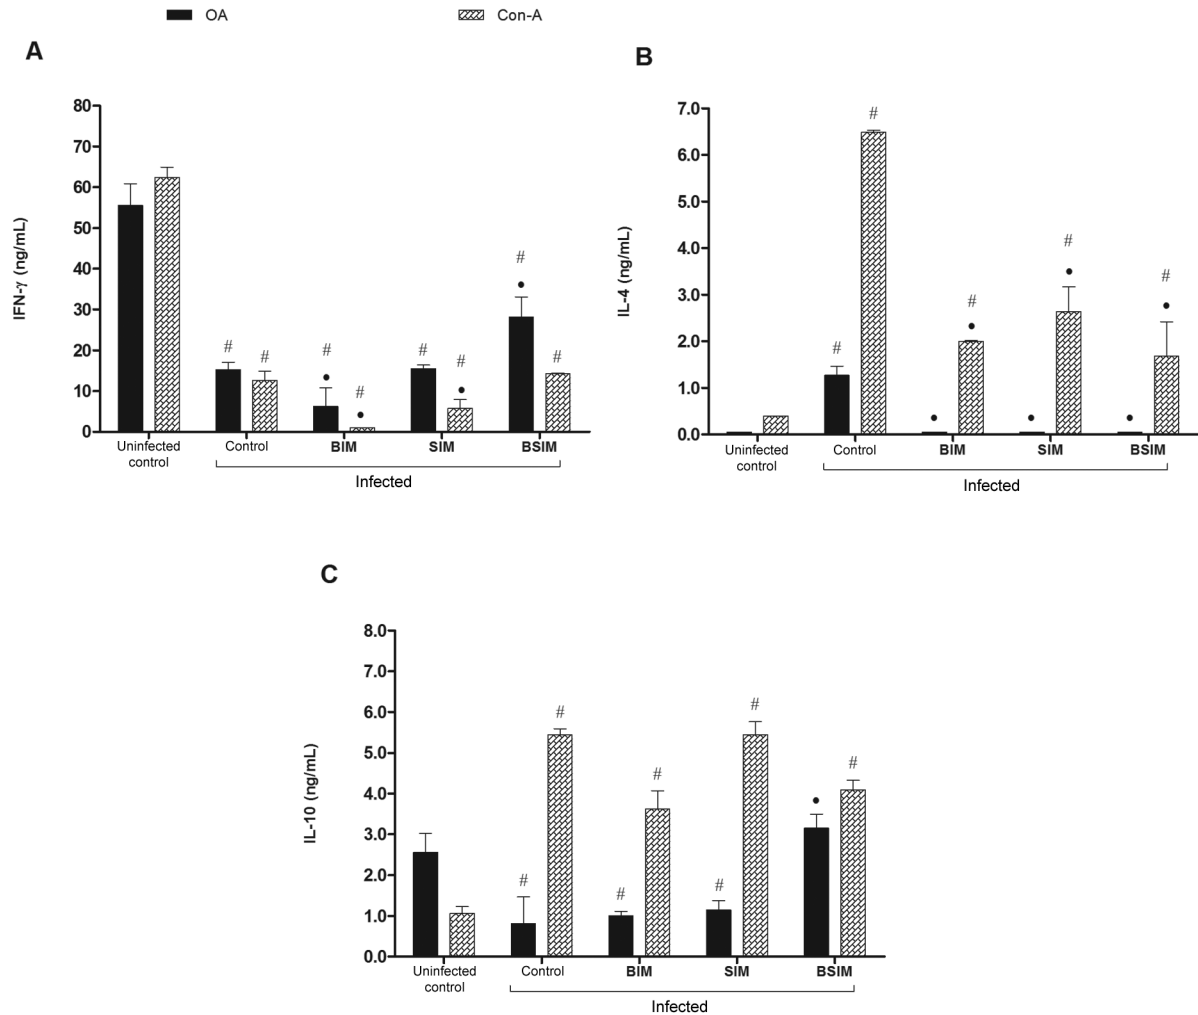 OA Con-A
A
IFN-γ (ng/mL)
80
70
60
50
40
30
20
10
0
# # # # # # # #
Uninfected control Control BIM SIM BSIM
Infected
B
IL-4 (ng/mL)
7.0
6.0
5.0
4.0
3.0
2.0
1.0
0.0
# # # # #
Uninfected control Control BIM SIM BSIM
Infected
C
IL-10 (ng/mL)
8.0
7.0
6.0
5.0
4.0
3.0
2.0
1.0
0.0
# # # # # # #
Uninfected control Control BIM SIM BSIM
Infected